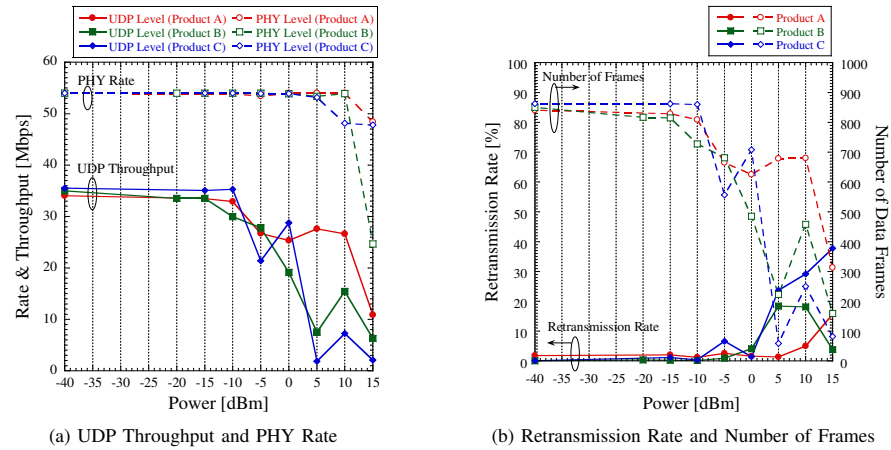 UDP Level (Product A) PHY Level (Product A)
UDP Level (Product B) PHY Level (Product B)
UDP Level (Product C) PHY Level (Product C)
60
50
40
30
20
10
0
Rate & Throughput [Mbps]
PHY Rate
UDP Throughput
-40 -35 -30 -25 -20 -15 -10 -5 0 5 10 15
Power [dBm]
(a) UDP Throughput and PHY Rate
Product A
Product B
Product C
100
90
80
70
60
50
40
30
20
10
0
Retransmission Rate [%]
Number of Frames
Retransmission Rate
1000
900
800
700
600
500
400
300
200
100
0
Number of Data Frames
-40 -35 -30 -25 -20 -15 -10 -5 0 5 10 15
Power [dBm]
(b) Retransmission Rate and Number of Frames